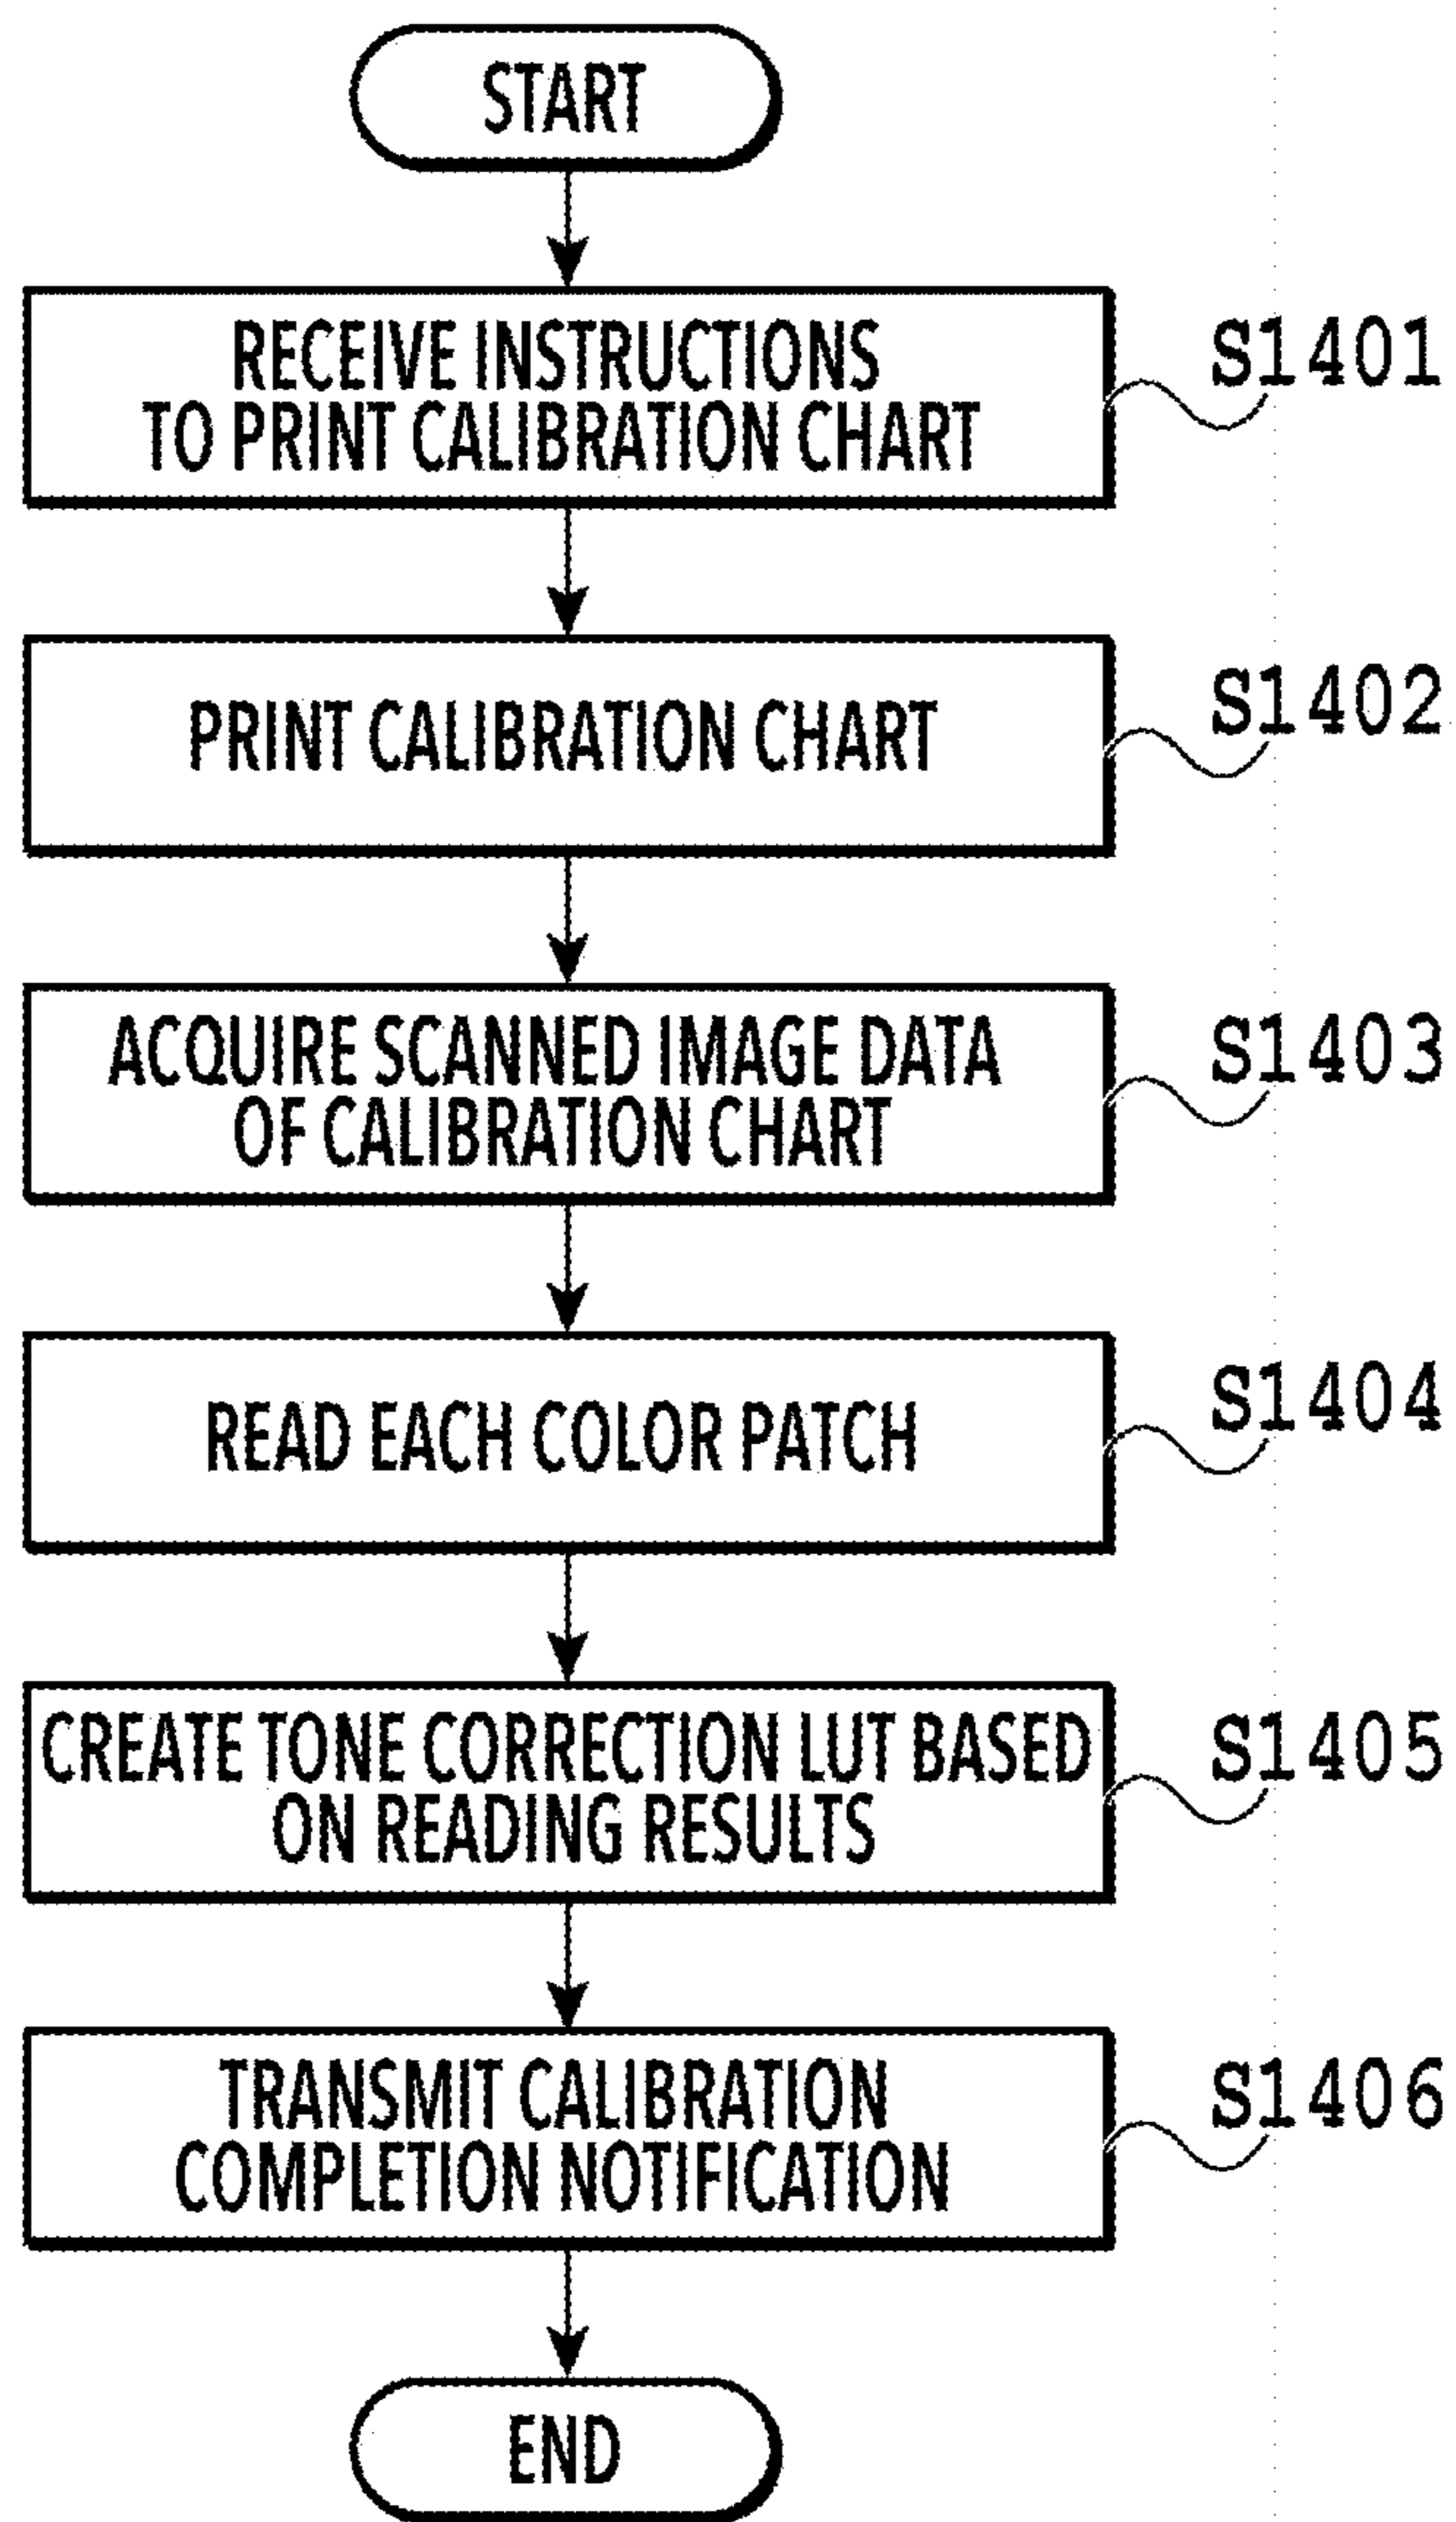 START
RECEIVE INSTRUCTIONS
TO PRINT CALIBRATION CHART
S1401
PRINT CALIBRATION CHART
S1402
ACQUIRE SCANNED IMAGE DATA
OF CALIBRATION CHART
S1403
READ EACH COLOR PATCH
S1404
CREATE TONE CORRECTION LUT BASED
ON READING RESULTS
S1405
TRANSMIT CALIBRATION
COMPLETION NOTIFICATION
S1406
END